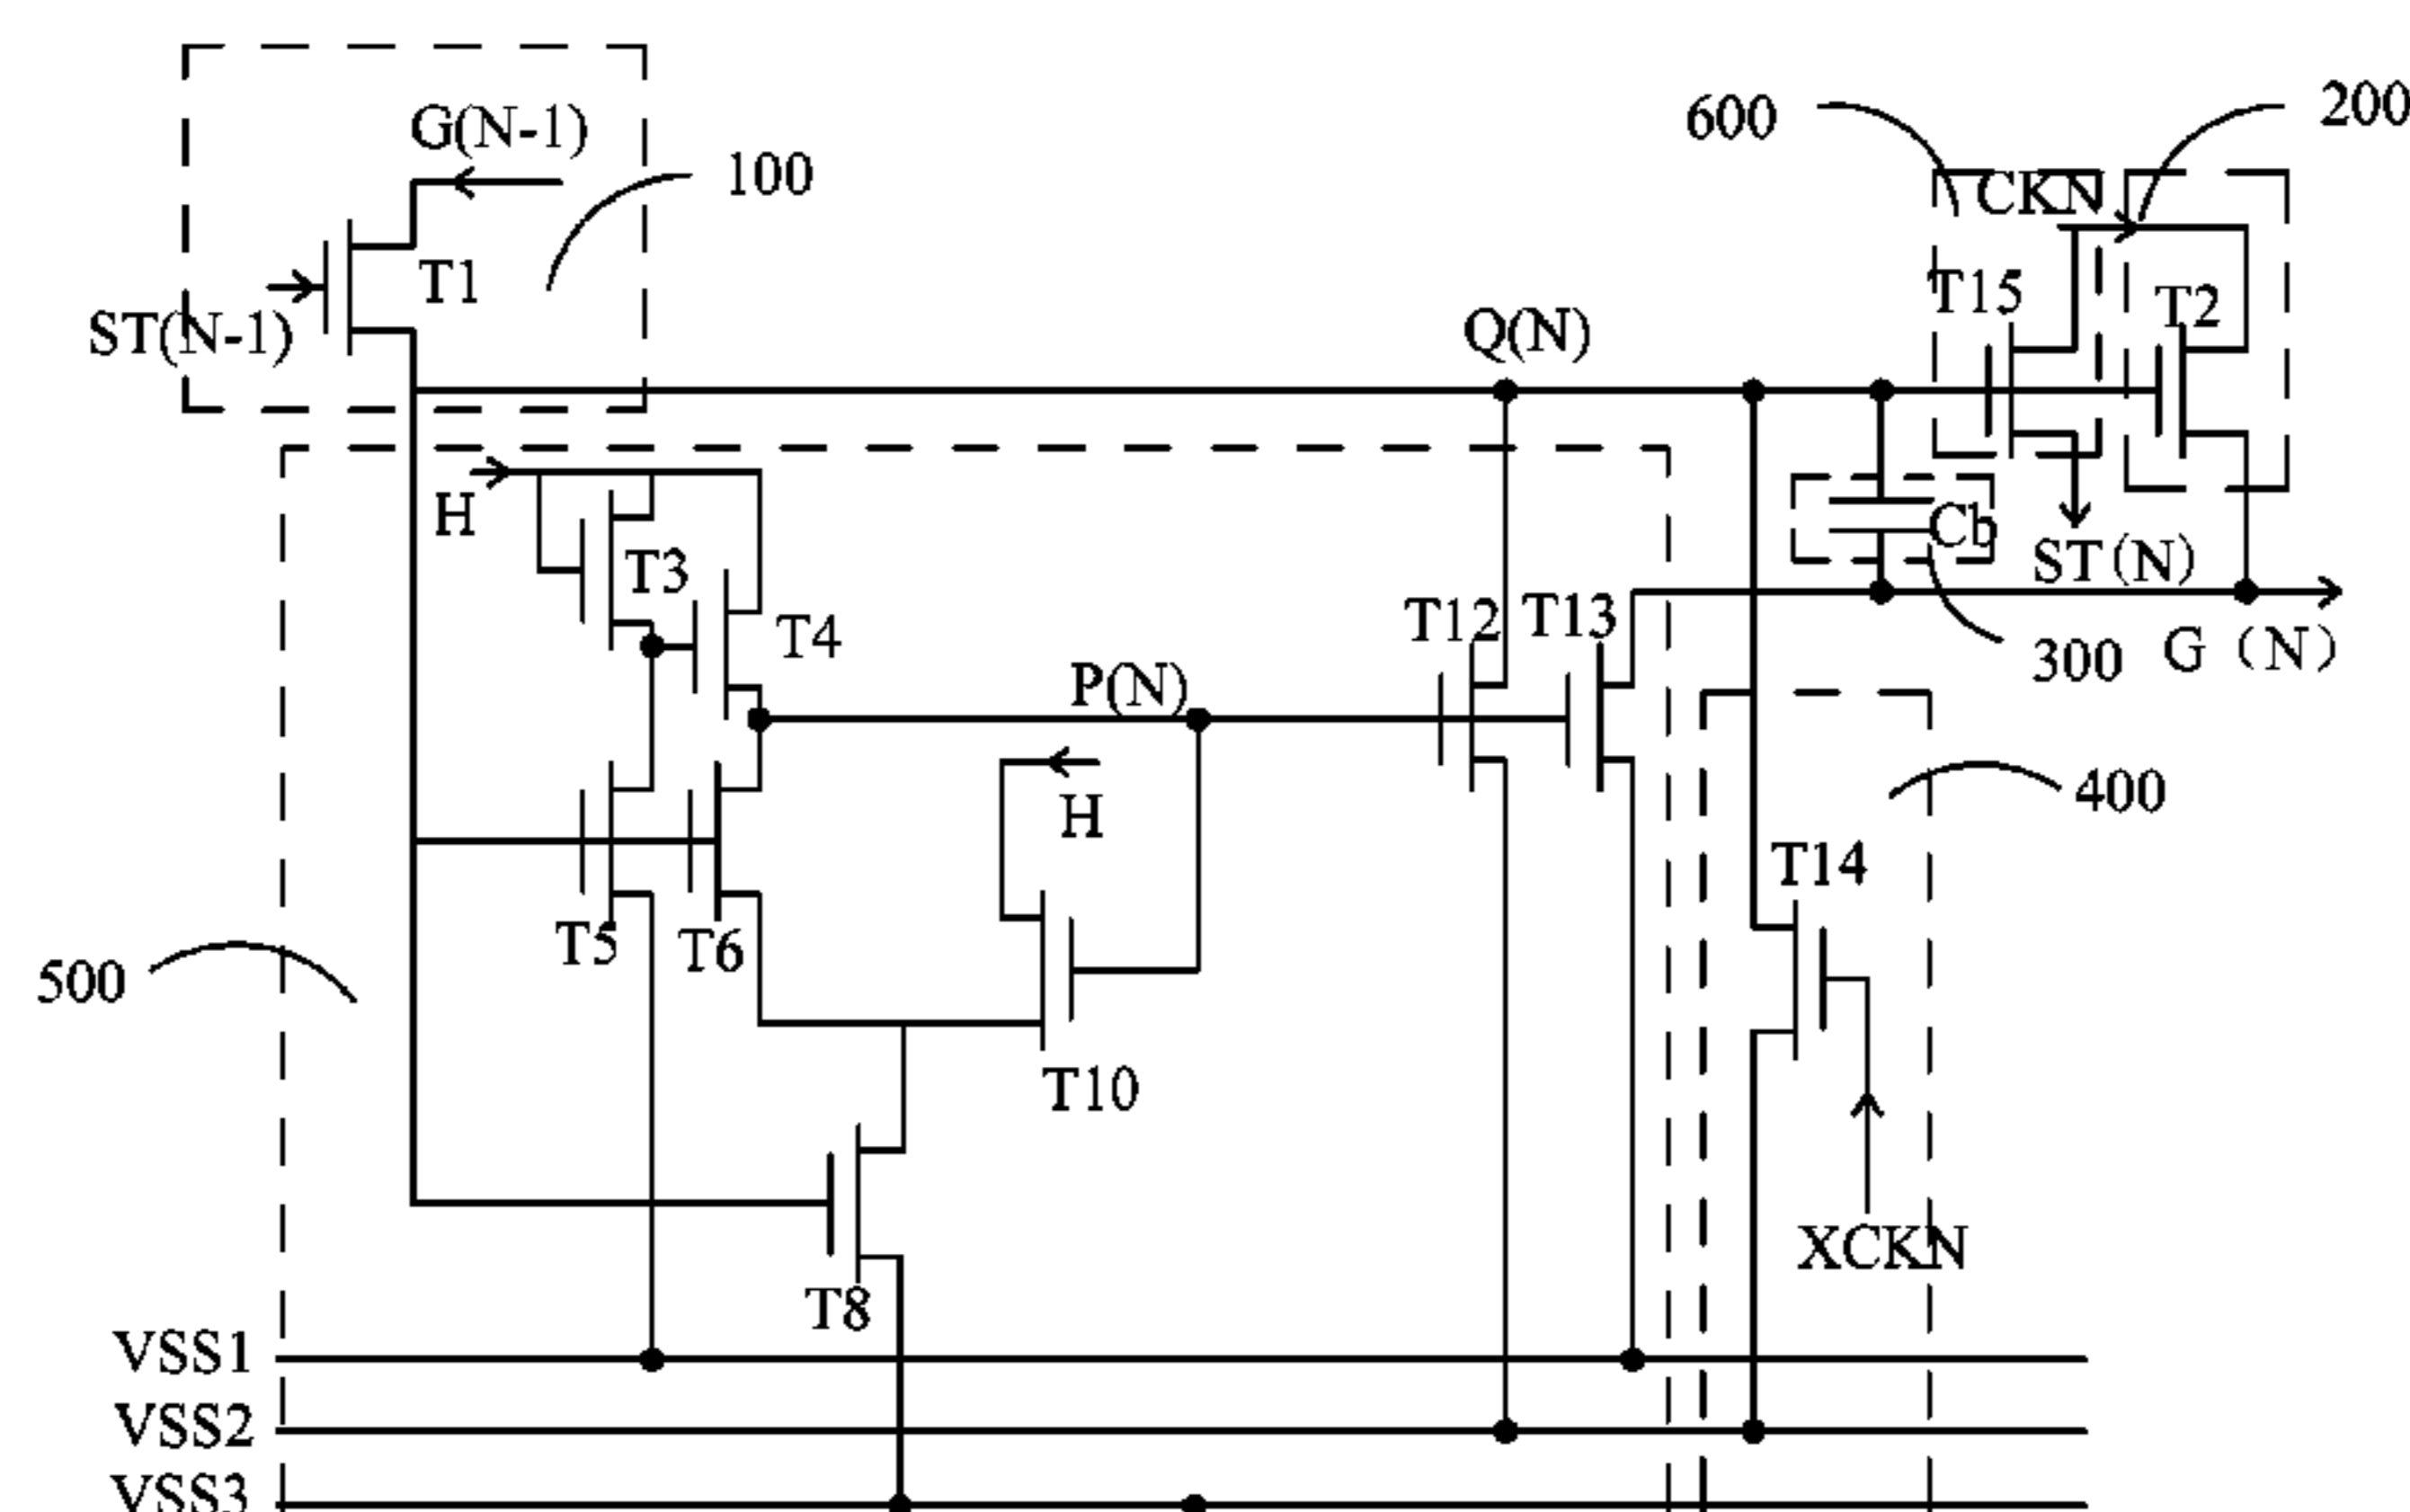 G(N-1)
100
T1
ST(N-1)
600
200
CKN
T15
T2
Q(N)
H
T3
T4
Cb
ST(N)
300
G (N)
T12
T13
P(N)
H
400
T14
T5
T6
500
T10
XCKN
T8
VSS1
VSS2
VSS3